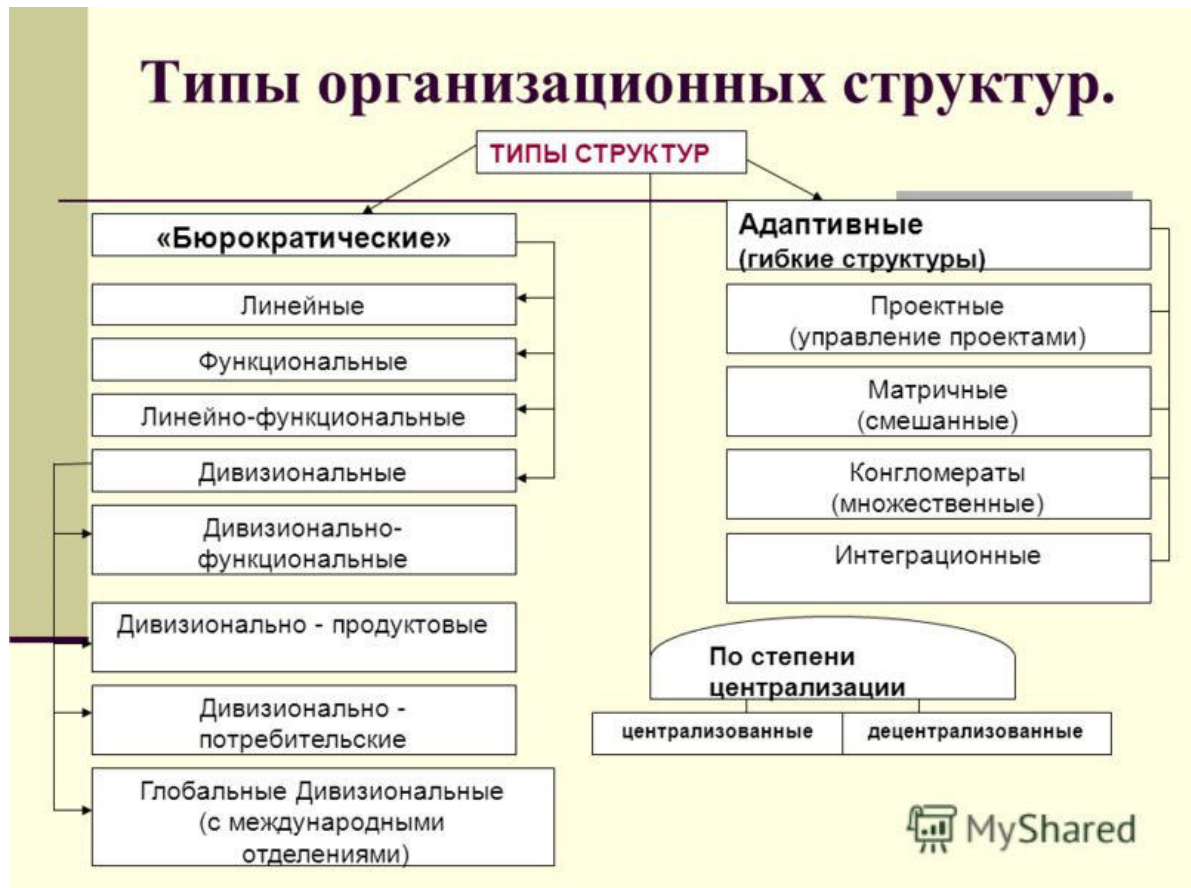 Типы организационных структур.
ТИПЫ СТРУКТУР
«Бюрократические»
Линейные
Функциональные
Линейно-функциональные
Дивизиональные
Дивизионально-
функциональные
Дивизионально - продуктовые
Дивизионально -
потребительские
Глобальные Дивизиональные
(с международными
отделениями)
Адаптивные
(гибкие структуры)
Проектные
(управление проектами)
Матричные
(смешанные)
Конгломераты
(множественные)
Интеграционные
По степени
централизации
централизованные
децентрализованные
MyShared